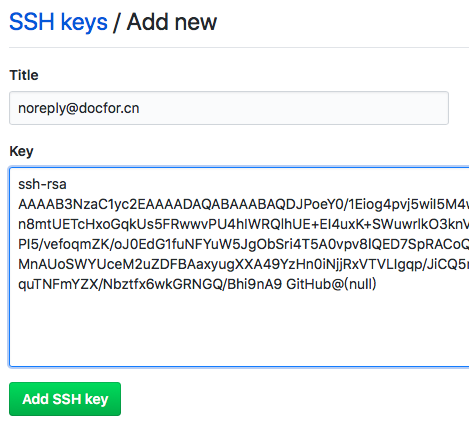 SSH keys / Add new
Title
noreply@docfor.cn
Key
ssh-rsa
AAAAB3NzaC1yc2EAAAADAQABAAABAQDJPoeY0/1Eiog4pvj5wiI5M4w
n8mtUETcHxoGqkUs5FRwwvPU4hIWRQlhUE+EI4uxK+SWuwrlkO3knV
PI5/vefoqmZK/oJ0EdG1fuNFYuW5JgObSri4T5A0vpv8IQED7SpRACoQ
MnAUoSWYUceM2uZDFBAaxyugXXA49YzHn0iNjjRxVTVLIgqp/JiCQ5r
quTNFmYZX/Nbztfx6wkGRNGQ/Bhi9nA9 GitHub@(null)
Add SSH key